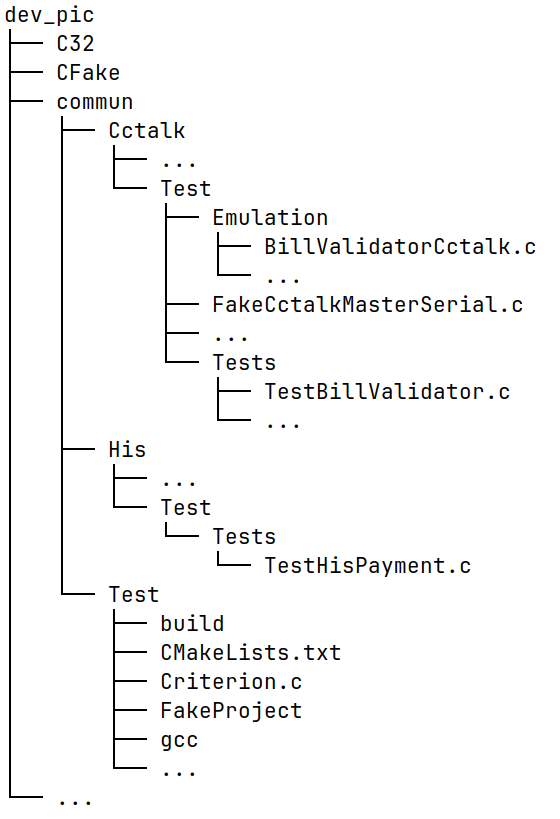 dev_pic
C32
CFake
commun
Cctalk
...
Test
Emulation
BillValidatorCctalk.c
...
FakeCctalkMasterSerial.c
...
Tests
TestBillValidator.c
...
His
...
Test
Tests
TestHisPayment.c
Test
build
CMakeLists.txt
Criterion.c
FakeProject
gcc
...
...